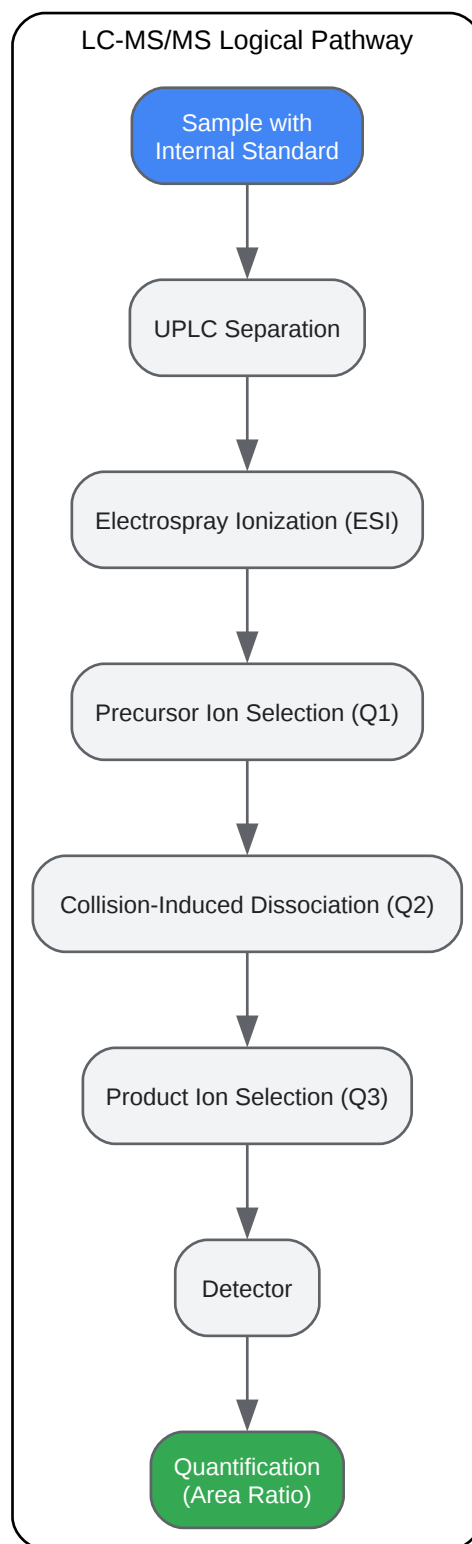 LC-MS/MS Logical Pathway
Sample with
Internal Standard
UPLC Separation
Electrospray Ionization (ESI)
Precursor Ion Selection (Q1)
Collision-Induced Dissociation (Q2)
Product Ion Selection (Q3)
Detector
Quantification
(Area Ratio)